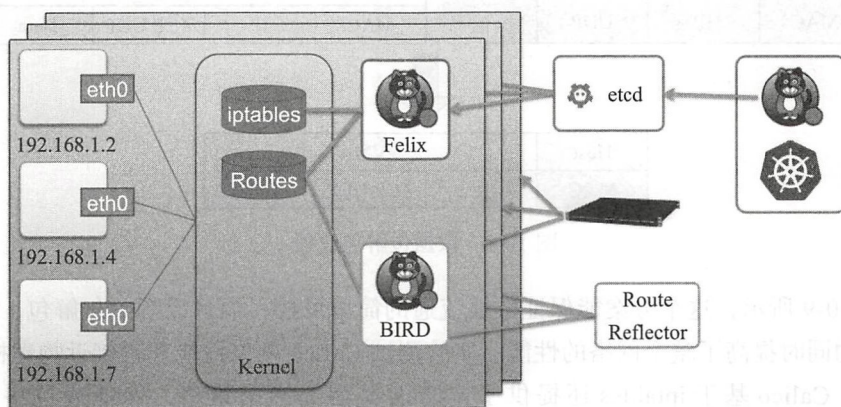 eth0
192.168.1.2
eth0
192.168.1.4
eth0
192.168.1.7
iptables
Routes
Kernel
Felix
BIRD
etcd
Route
Reflector